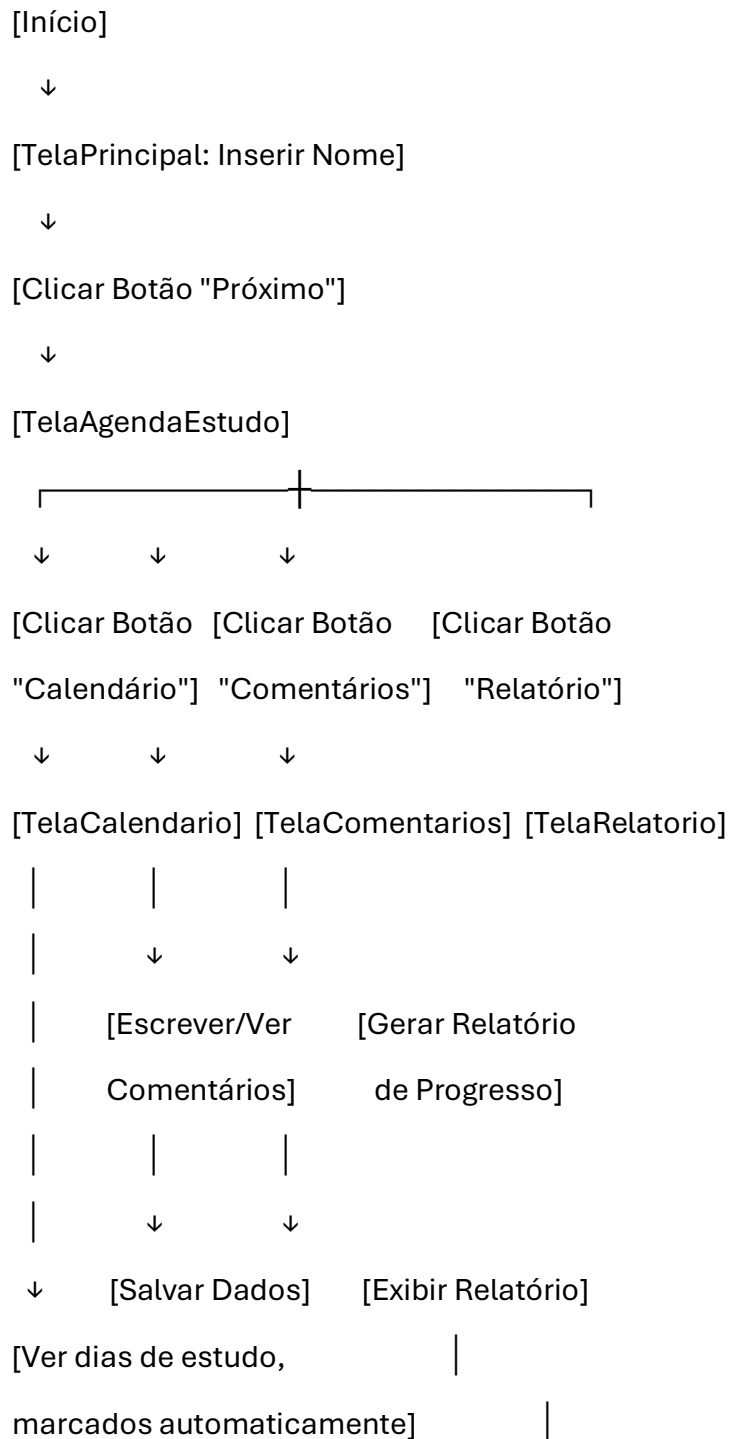 [Início]
↓
[TelaPrincipal: Inserir Nome]
↓
[Clicar Botão "Próximo"]
↓
[TelaAgendaEstudo]
┌─────────┼──────────┐
↓ ↓ ↓
[Clicar Botão [Clicar Botão [Clicar Botão
"Calendário"] "Comentários"] "Relatório"]
↓ ↓ ↓
[TelaCalendario] [TelaComentarios] [TelaRelatorio]
│ │ │
│ ↓ ↓
│ [Escrever/Ver [Gerar Relatório
│ Comentários] de Progresso]
│ │ │
│ ↓ ↓
↓ [Salvar Dados] [Exibir Relatório]
[Ver dias de estudo, │
marcados automaticamente] │